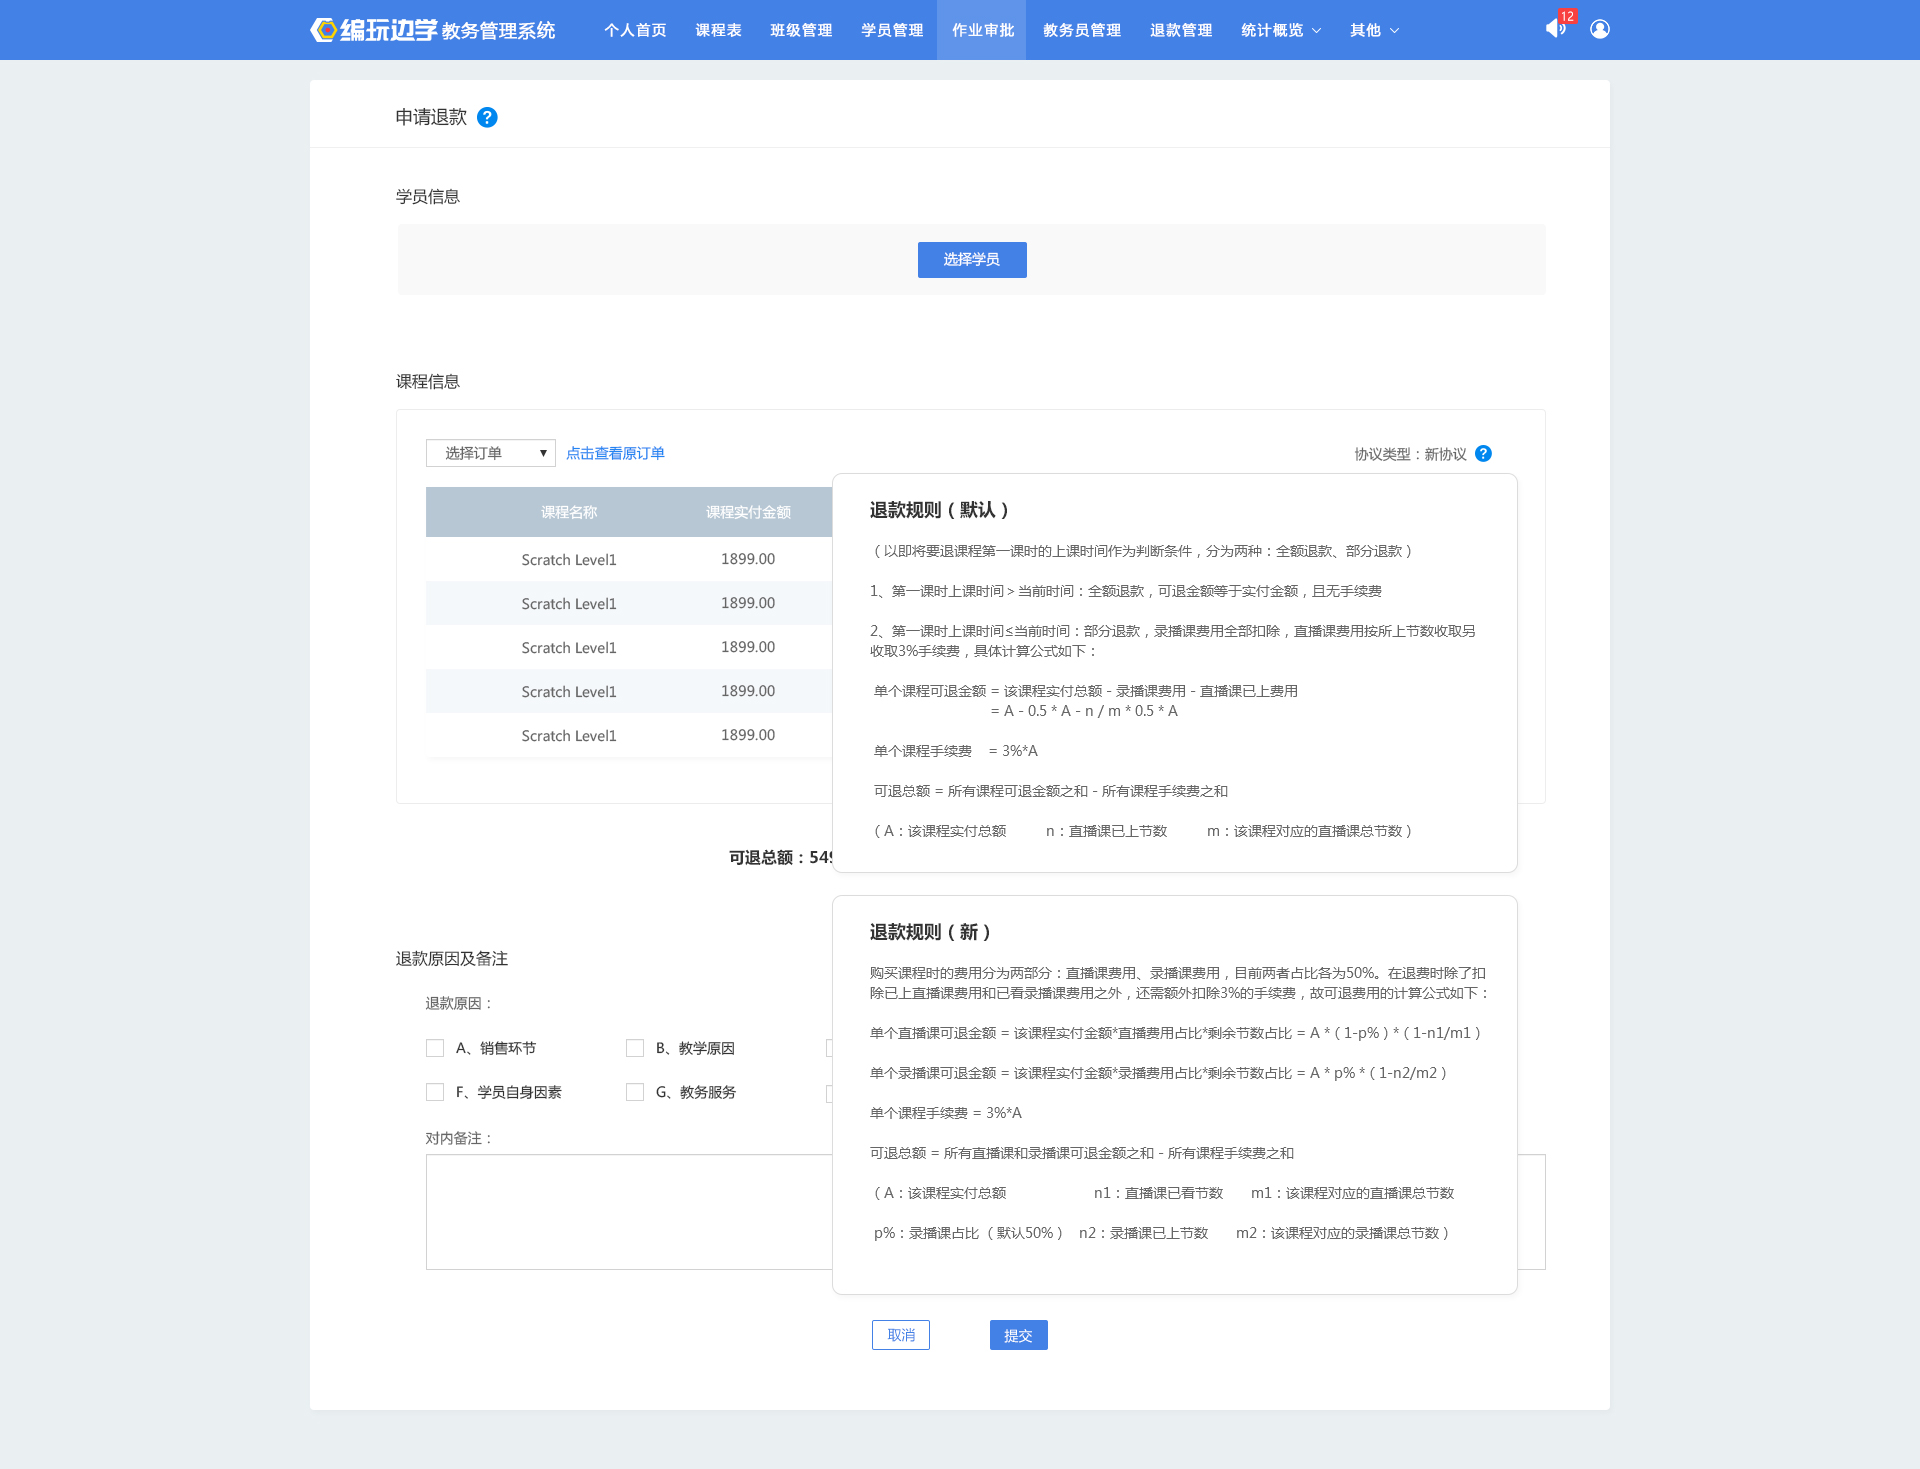 编玩边学 教务管理系统 个人首页 课程表 班级管理 学员管理 作业审批 教务员管理 退款管理 统计概览 其他 12
申请退款 ?
学员信息
选择学员
课程信息
选择订单 ▼ 点击查看原订单 协议类型：新协议 ?
课程名称 课程实付金额
Scratch Level1 1899.00
Scratch Level1 1899.00
Scratch Level1 1899.00
Scratch Level1 1899.00
Scratch Level1 1899.00
可退总额：549
退款规则（默认）
（以即将要退课程第一课时的上课时间作为判断条件，分为两种：全额退款、部分退款）
1、第一课时上课时间＞当前时间：全额退款，可退金额等于实付金额，且无手续费
2、第一课时上课时间≤当前时间：部分退款，录播课费用全部扣除，直播课费用按所上节数收取另
收取3%手续费，具体计算公式如下：
单个课程可退金额 = 该课程实付总额 - 录播课费用 - 直播课已上费用
= A - 0.5 * A - n / m * 0.5 * A
单个课程手续费 = 3%*A
可退总额 = 所有课程可退金额之和 - 所有课程手续费之和
（A：该课程实付总额 n：直播课已上节数 m：该课程对应的直播课总节数）
退款规则（新）
购买课程时的费用分为两部分：直播课费用、录播课费用，目前两者占比各为50%。在退费时除了扣
除已上直播课费用和已看录播课费用之外，还需额外扣除3%的手续费，故可退费用的计算公式如下：
单个直播课可退金额 = 该课程实付金额*直播费用占比*剩余节数占比 = A *（1-p%）*（1-n1/m1）
单个录播课可退金额 = 该课程实付金额*录播费用占比*剩余节数占比 = A * p% *（1-n2/m2）
单个课程手续费 = 3%*A
可退总额 = 所有直播课和录播课可退金额之和 - 所有课程手续费之和
（A：该课程实付总额 n1：直播课已看节数 m1：该课程对应的直播课总节数
p%：录播课占比（默认50%） n2：录播课已上节数 m2：该课程对应的录播课总节数）
退款原因及备注
退款原因：
A、销售环节 B、教学原因
F、学员自身因素 G、教务服务
对内备注：
取消 提交